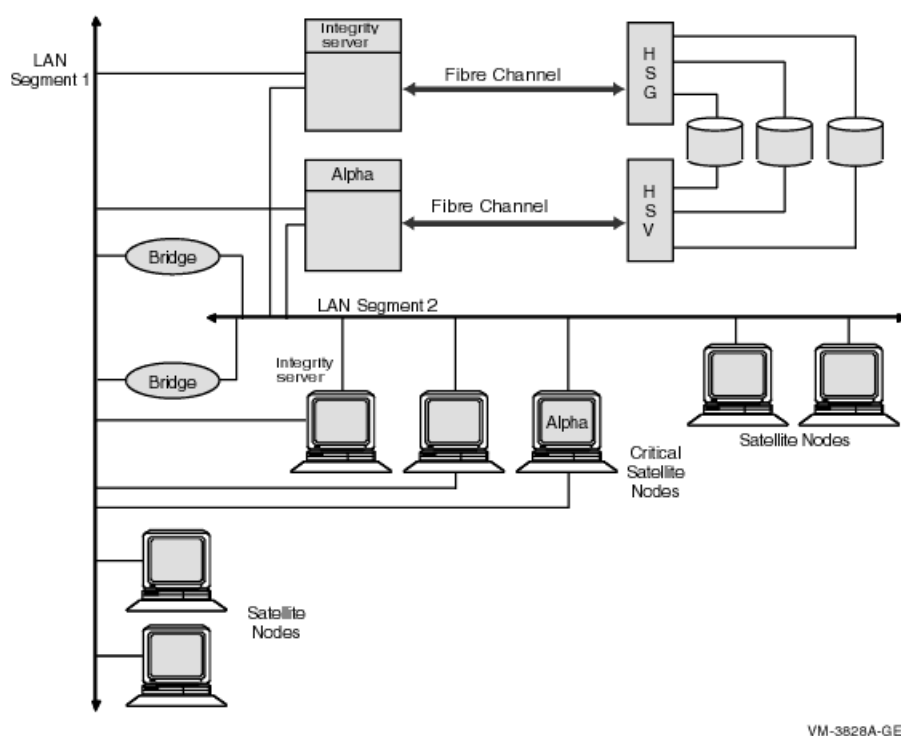 LAN
Segment 1
Integrity
server
Fibre Channel
H
S
G
Alpha
Fibre Channel
H
S
V
Bridge
LAN Segment 2
Bridge
Integrity
server
Alpha
Critical
Satellite
Nodes
Satellite Nodes
Satellite
Nodes
VM-3828A-GE